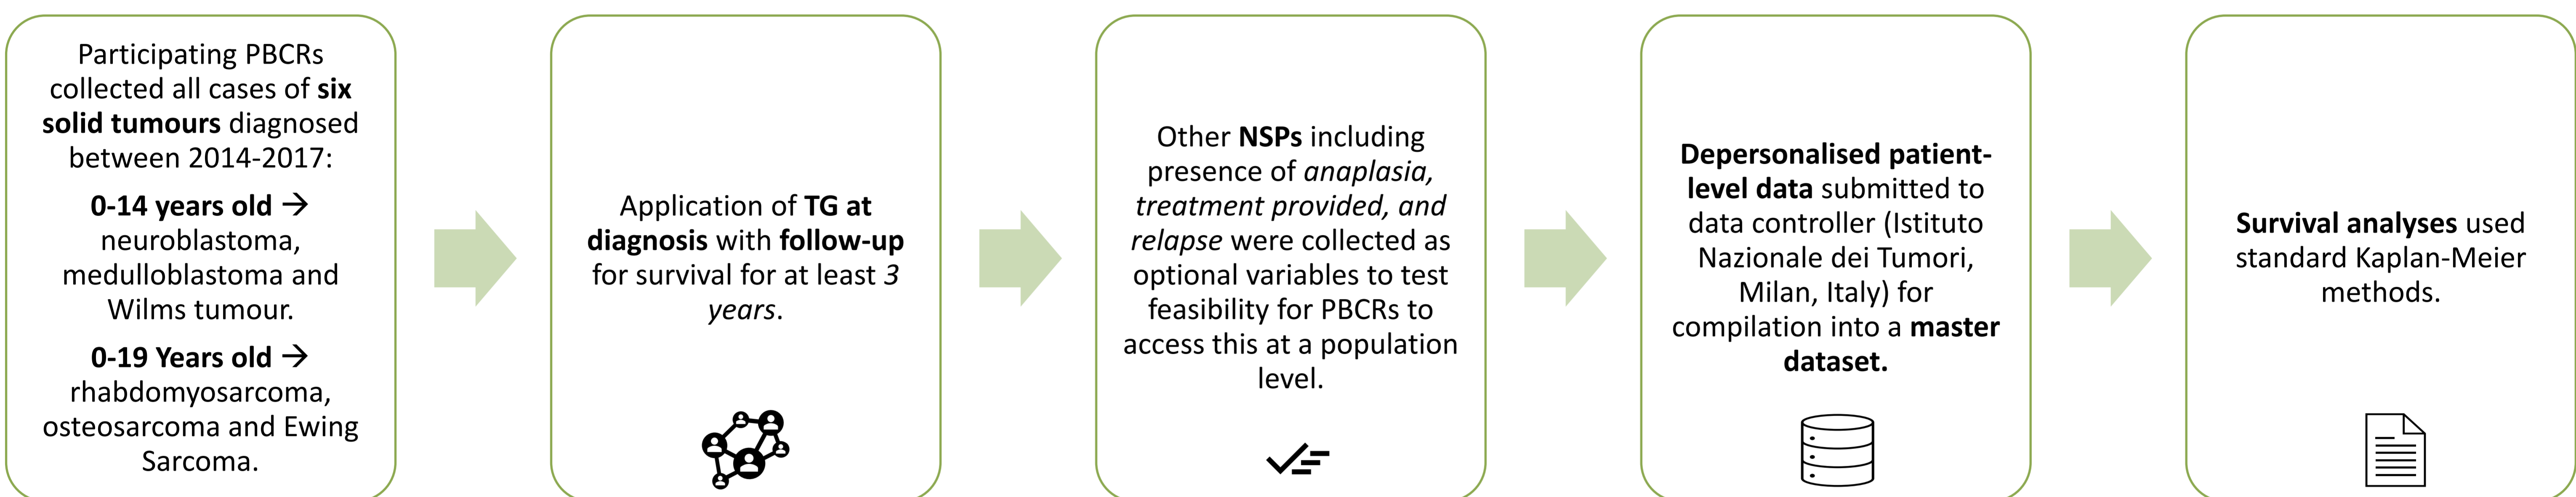 Participating PBCRs
collected all cases of six
solid tumours diagnosed
between 2014-2017:
0-14 years old →
neuroblastoma,
medulloblastoma and
Wilms tumour.
0-19 Years old →
rhabdomyosarcoma,
osteosarcoma and Ewing
Sarcoma.
Application of TG at
diagnosis with follow-up
for survival for at least 3
years.
Other NSPs including
presence of anaplasia,
treatment provided, and
relapse were collected as
optional variables to test
feasibility for PBCRs to
access this at a population
level.
Depersonalised patient-
level data submitted to
data controller (Istituto
Nazionale dei Tumori,
Milan, Italy) for
compilation into a master
dataset.
Survival analyses used
standard Kaplan-Meier
methods.